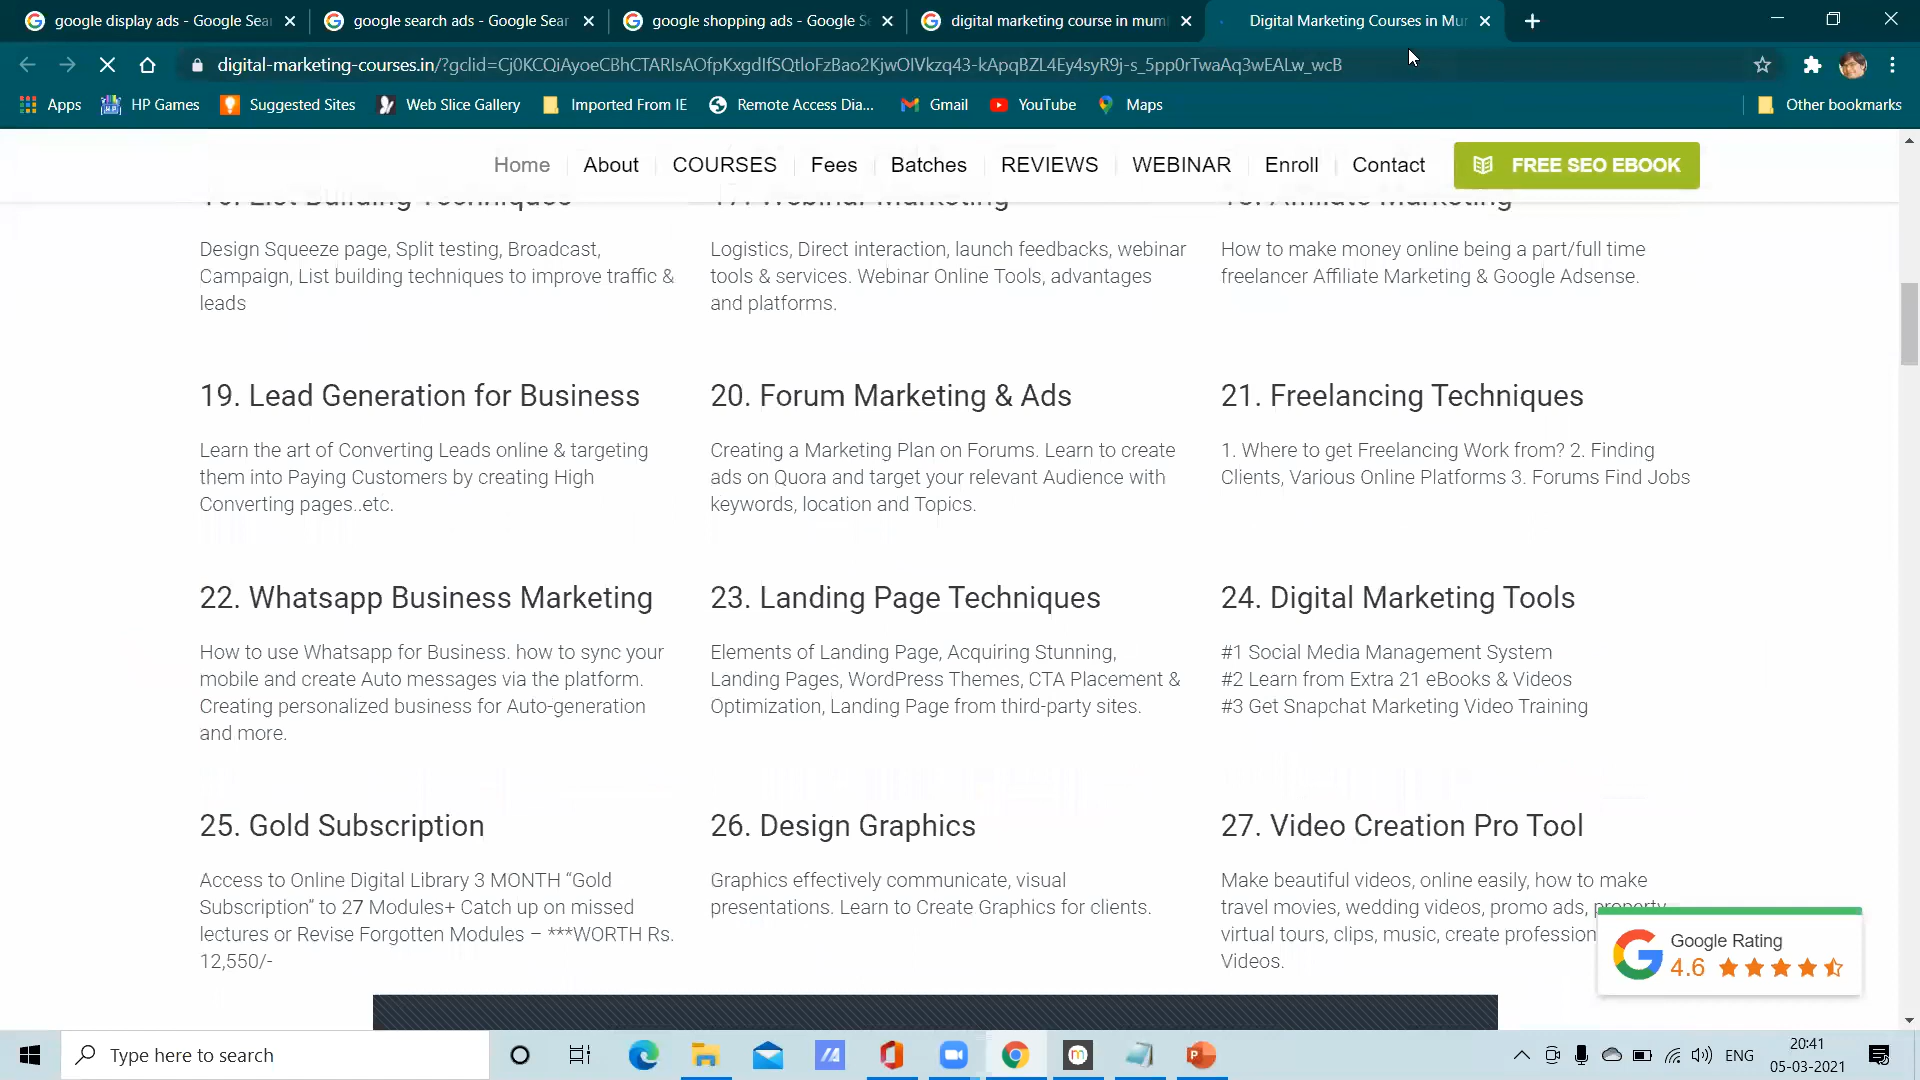 google display ads - Google Sear
google search ads - Google Sear
google shopping ads - Google Se
digital marketing course in mum
Digital Marketing Courses in Mum
digital-marketing-courses.in/?gclid=Cj0KCQiAyoeCBhCTARIsAOfpKxgdIfSQtloFzBao2KjwOIVkzq43-kApqBZL4Ey4syR9j-s_5pp0rTwaAq3wEALw_wcB
Apps
HP Games
Suggested Sites
Web Slice Gallery
Imported From IE
Remote Access Dia...
Gmail
YouTube
Maps
Other bookmarks
Home
About
COURSES
Fees
Batches
REVIEWS
WEBINAR
Enroll
Contact
FREE SEO EBOOK
16. List Building Techniques
17. Webinar Marketing
18. Affiliate Marketing
Design Squeeze page, Split testing, Broadcast,
Campaign, List building techniques to improve traffic &
leads
Logistics, Direct interaction, launch feedbacks, webinar
tools & services. Webinar Online Tools, advantages
and platforms.
How to make money online being a part/full time
freelancer Affiliate Marketing & Google Adsense.
19. Lead Generation for Business
20. Forum Marketing & Ads
21. Freelancing Techniques
Learn the art of Converting Leads online & targeting
them into Paying Customers by creating High
Converting pages..etc.
Creating a Marketing Plan on Forums. Learn to create
ads on Quora and target your relevant Audience with
keywords, location and Topics.
1. Where to get Freelancing Work from? 2. Finding
Clients, Various Online Platforms 3. Forums Find Jobs
22. Whatsapp Business Marketing
23. Landing Page Techniques
24. Digital Marketing Tools
How to use Whatsapp for Business. how to sync your
mobile and create Auto messages via the platform.
Creating personalized business for Auto-generation
and more.
Elements of Landing Page, Acquiring Stunning,
Landing Pages, WordPress Themes, CTA Placement &
Optimization, Landing Page from third-party sites.
#1 Social Media Management System
#2 Learn from Extra 21 eBooks & Videos
#3 Get Snapchat Marketing Video Training
25. Gold Subscription
26. Design Graphics
27. Video Creation Pro Tool
Access to Online Digital Library 3 MONTH “Gold
Subscription” to 27 Modules+ Catch up on missed
lectures or Revise Forgotten Modules – ***WORTH Rs.
12,550/-
Graphics effectively communicate, visual
presentations. Learn to Create Graphics for clients.
Make beautiful videos, online easily, how to make
travel movies, wedding videos, promo ads, property
virtual tours, clips, music, create profession
Videos.
Google Rating
4.6
Type here to search
ENG
20:41
05-03-2021